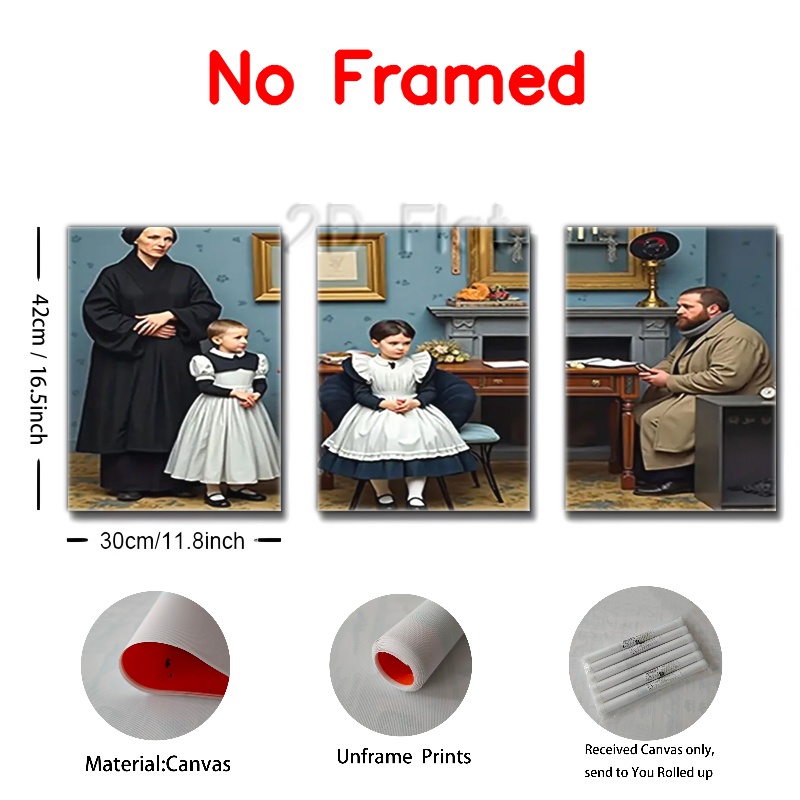 No Framed
2D Flat
42cm / 16.5inch
30cm/11.8inch
Material:Canvas
Unframe Prints
Received Canvas only,
send to You Rolled up